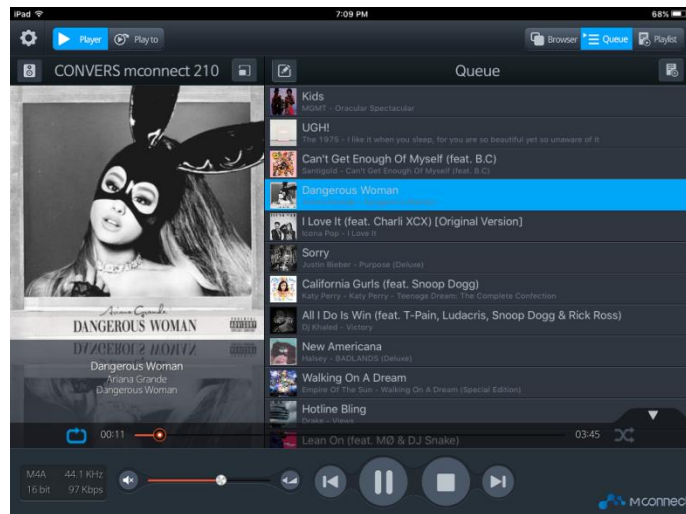 iPad
7:09 PM
68%
Player
Play to
Browser
Queue
Playlist
CONVERS mconnect 210
Queue
Ariana Grande
DANGEROUS WOMAN
Dangerous Woman
Ariana Grande
Dangerous Woman
Kids
MGMT - Oracular Spectacular
UGH!
The 1975 - I like it when you sleep, for you are so beautiful yet so unaware of it
Can't Get Enough Of Myself (feat. B.C)
Santigold - Can't Get Enough Of Myself (feat. B.C)
Dangerous Woman
I Love It (feat. Charli XCX) [Original Version]
Icona Pop - I Love It
Sorry
Justin Bieber - Purpose (Deluxe)
California Gurls (feat. Snoop Dogg)
Katy Perry - Katy Perry - Teenage Dream: The Complete Confection
All I Do Is Win (feat. T-Pain, Ludacris, Snoop Dogg & Rick Ross)
Dj Khaled - Victory
New Americana
Halsey - BADLANDS (Deluxe)
Walking On A Dream
Empire Of The Sun - Walking On A Dream (Special Edition)
Hotline Bling
Drake - Views
Lean On (feat. MØ & DJ Snake)
00:11
03:45
M4A 44.1 KHz
16 bit 97 Kbps
mconnec